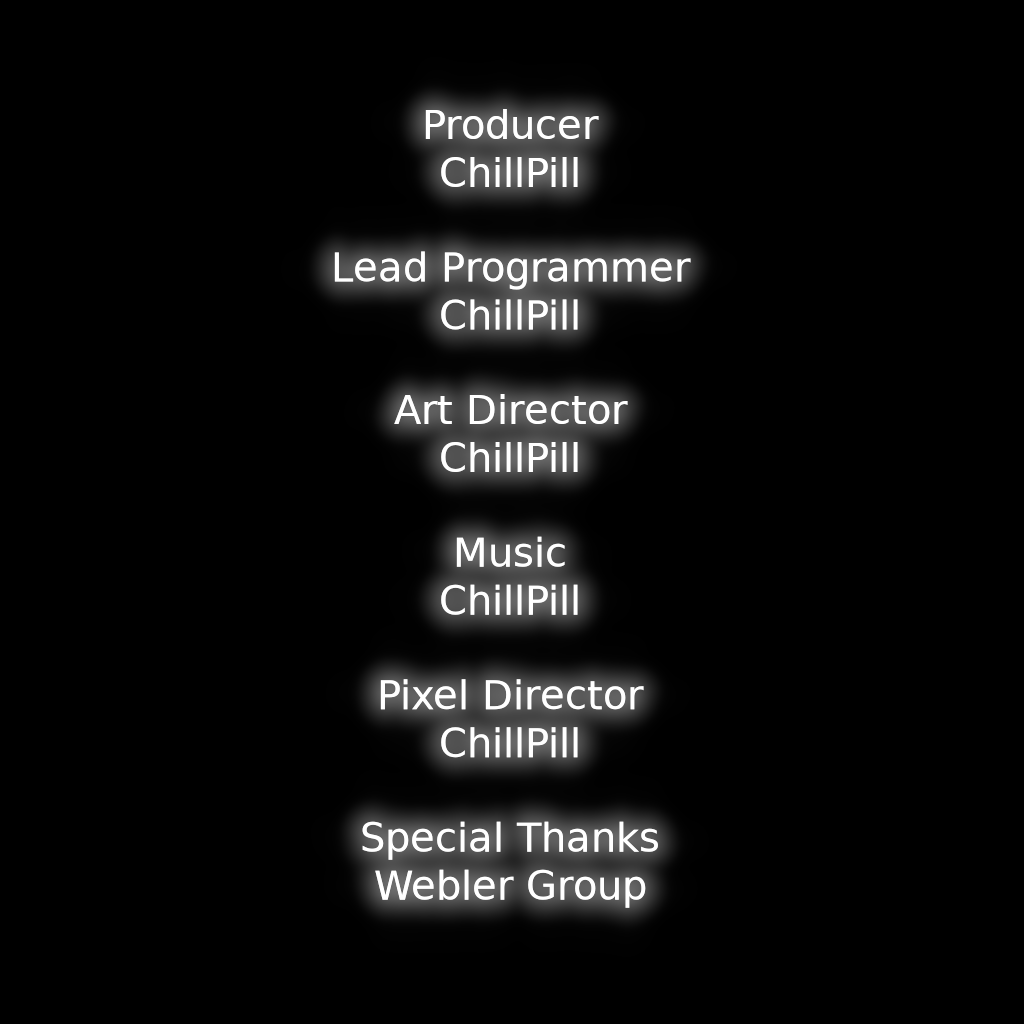 Producer
ChillPill
Lead Programmer
ChillPill
Art Director
ChillPill
Music
ChillPill
Pixel Director
ChillPill
Special Thanks
Webler Group